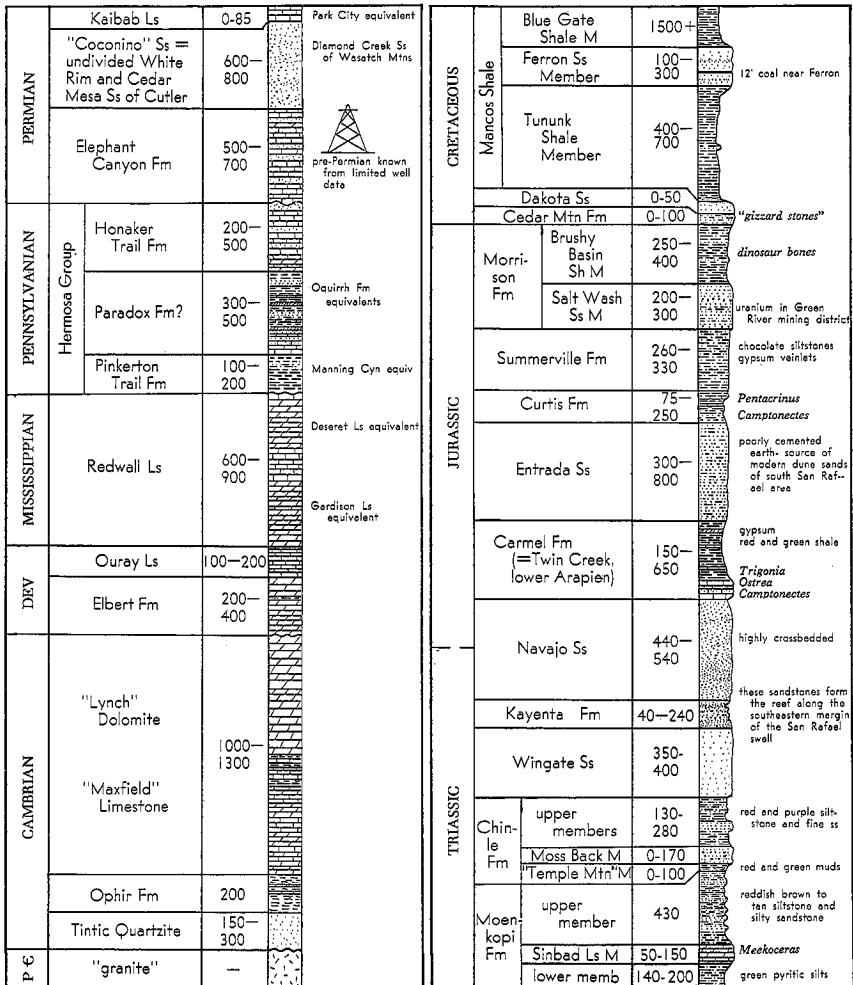 PERMIAN
Kaibab Ls
0-85
Park City equivalent
"Coconino" Ss =
undivided White
Rim and Cedar
Mesa Ss of Cutler
600—
800
Diamond Creek Ss
of Wasatch Mtns
Elephant
Canyon Fm
500—
700
pre-Permian known
from limited well
data
PENNSYLVANIAN
Hermosa Group
Honaker
Trail Fm
200—
500
Paradox Fm?
300—
500
Oquirrh Fm
equivalents
Pinkerton
Trail Fm
100—
200
Manning Cyn equiv
MISSISSIPPIAN
Redwall Ls
600—
900
Deseret Ls equivalent
Gardison Ls
equivalent
DEV
Ouray Ls
100—200
Elbert Fm
200—
400
CAMBRIAN
"Lynch"
Dolomite
1000—
1300
"Maxfield"
Limestone
Ophir Fm
200
Tintic Quartzite
150—
300
P Є
"granite"
—
CRETACEOUS
Mancos Shale
Blue Gate
Shale M
1500+
Ferron Ss
Member
100—
300
12' coal near Ferron
Tununk
Shale
Member
400—
700
Dakota Ss
0-50
Cedar Mtn Fm
0-100
"gizzard stones"
JURASSIC
Morri-
son
Fm
Brushy
Basin
Sh M
250—
400
dinosaur bones
Salt Wash
Ss M
200—
300
uranium in Green
River mining district
Summerville Fm
260—
330
chocolate siltstones
gypsum veinlets
Curtis Fm
75—
250
Pentacrinus
Camptonectes
Entrada Ss
300—
800
poorly cemented
earth- source of
modern dune sands
of south San Raf-
ael area
Carmel Fm
(=Twin Creek,
lower Arapien)
150—
650
gypsum
red and green shale
Trigonia
Ostrea
Camptonectes
Navajo Ss
440—
540
highly crossbedded
TRIASSIC
these sandstones form
the reef along the
southeastern margin
of the San Rafael
swell
Kayenta Fm
40—240
Wingate Ss
350-
400
Chin-
le
Fm
upper
members
130-
280
red and purple silt-
stone and fine ss
Moss Back M
0-170
"Temple Mtn"M
0-100
red and green muds
Moen-
kopi
Fm
upper
member
430
reddish brown to
tan siltstone and
silty sandstone
Sinbad Ls M
50-150
Meekoceras
lower memb
140-200
green pyritic silts